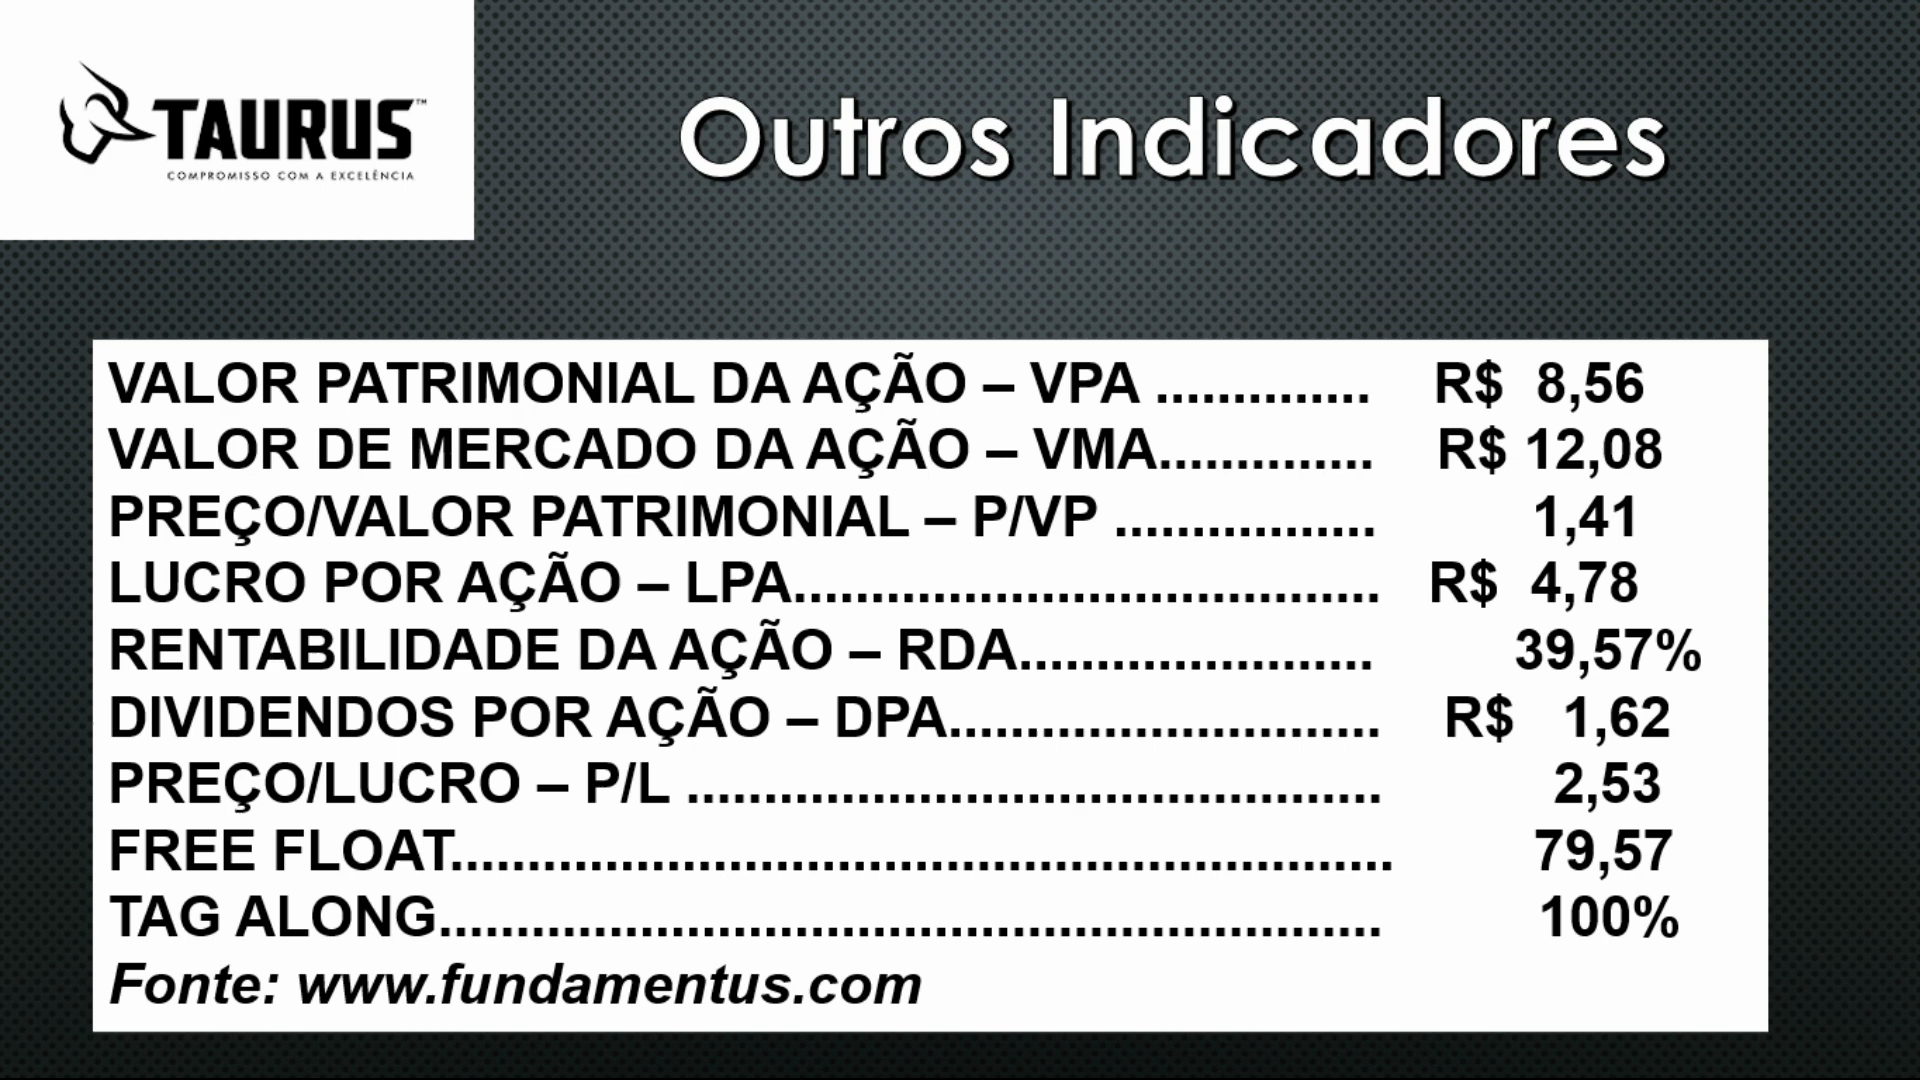 TAURUS™
COMPROMISSO COM A EXCELÊNCIA
Outros Indicadores
VALOR PATRIMONIAL DA AÇÃO – VPA .............. R$ 8,56
VALOR DE MERCADO DA AÇÃO – VMA.............. R$ 12,08
PREÇO/VALOR PATRIMONIAL – P/VP ................. 1,41
LUCRO POR AÇÃO – LPA...................................... R$ 4,78
RENTABILIDADE DA AÇÃO – RDA....................... 39,57%
DIVIDENDOS POR AÇÃO – DPA............................ R$ 1,62
PREÇO/LUCRO – P/L ............................................. 2,53
FREE FLOAT............................................................. 79,57
TAG ALONG............................................................. 100%
Fonte: www.fundamentus.com